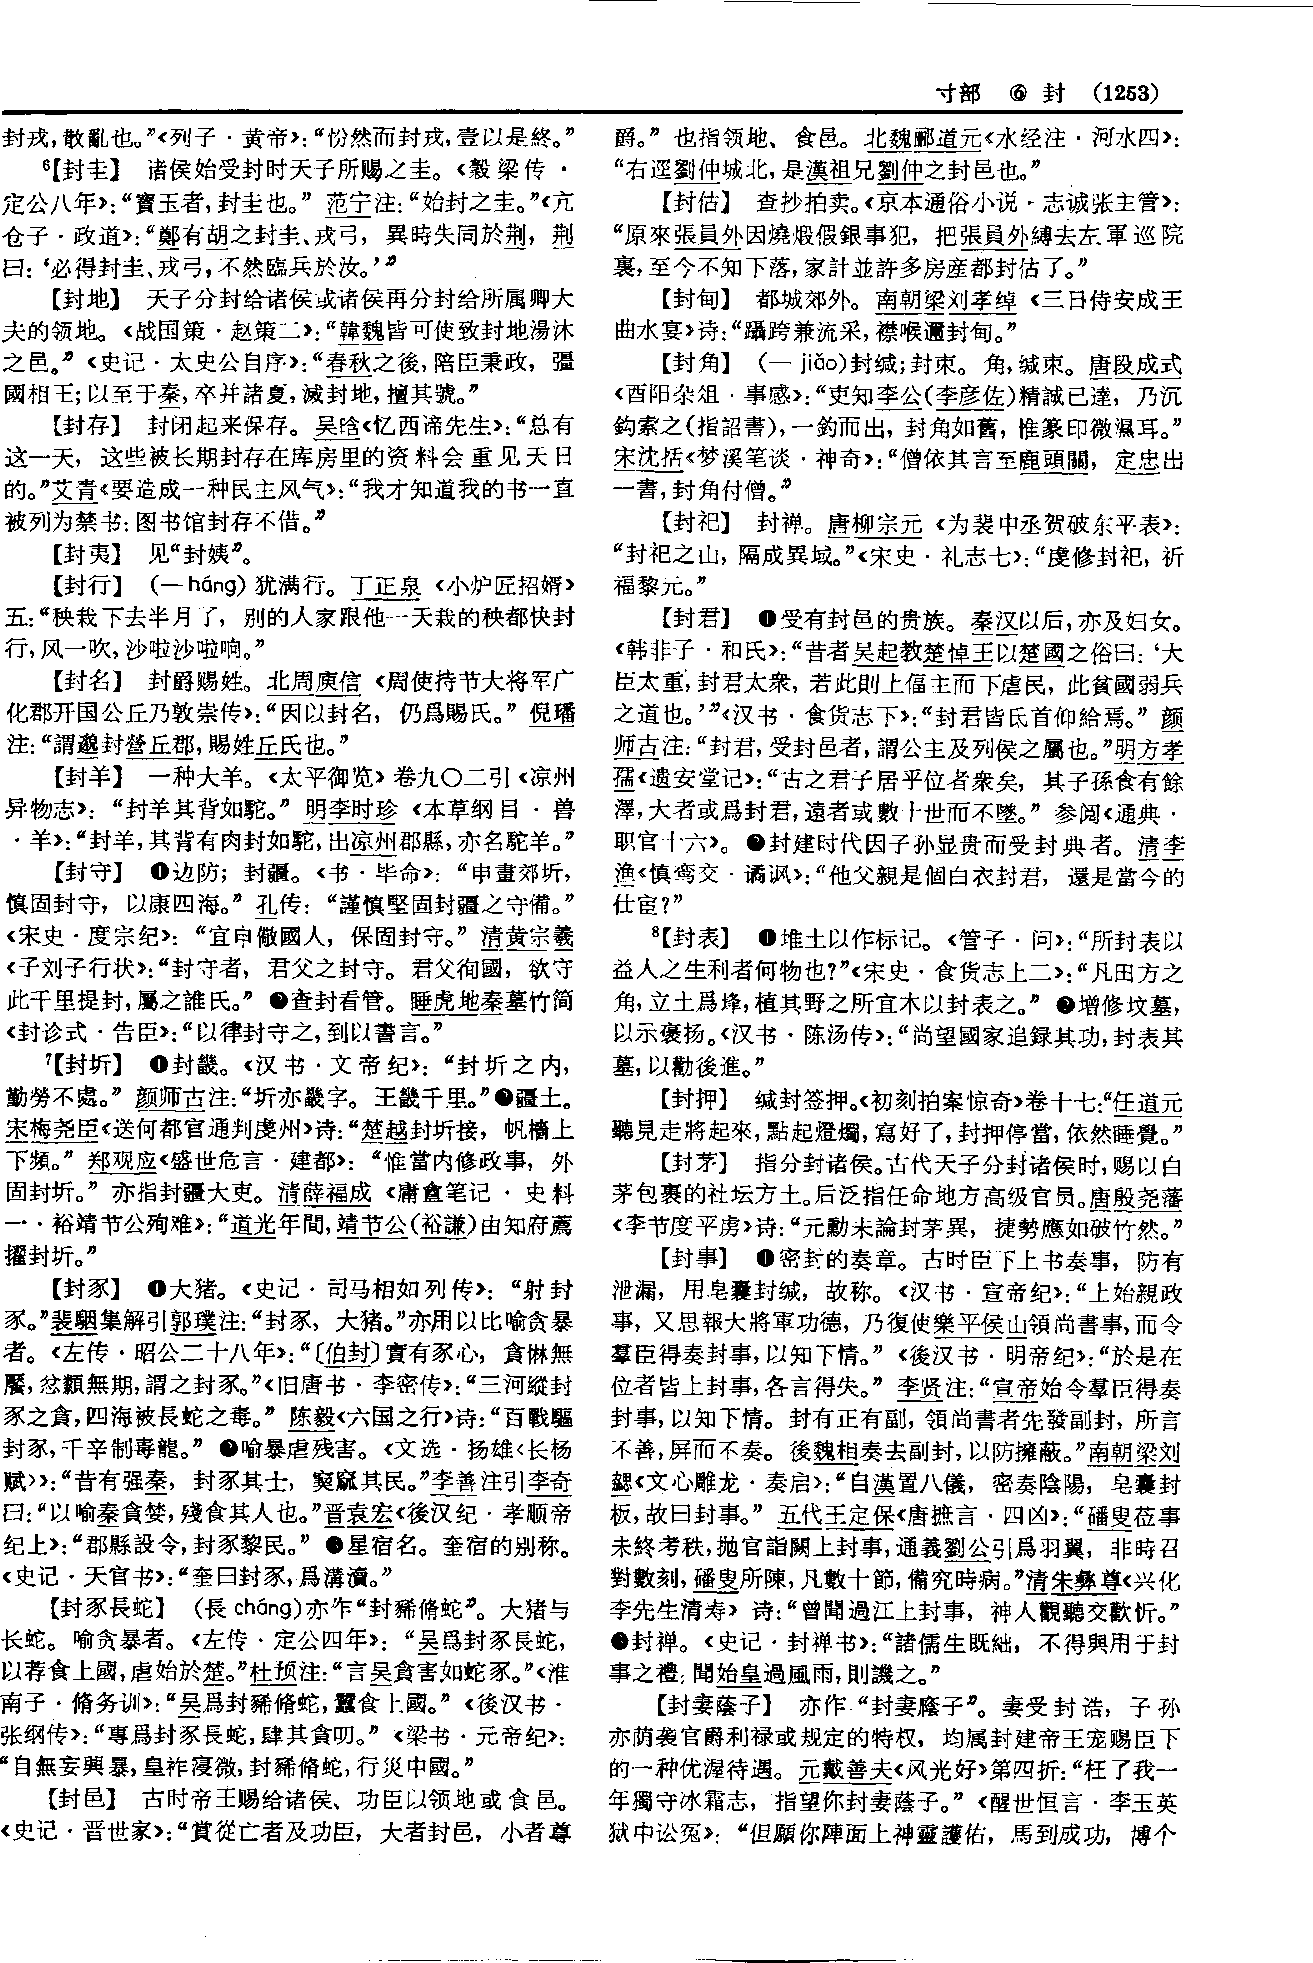 寸部 ⑥ 封 (1253)
封戎,散亂也。”<列子·黄帝>:“忦然而封戎,壹以是終。”
⁶【封圭】 诸侯始受封时天子所赐之圭。<穀梁传·
定公八年>:“寶玉者,封圭也。” 范宁注:“始封之圭。”<亢
仓子·政道>:“鄭有胡之封圭、戎弓, 異時失同於荆, 荆
曰:‘必得封圭、戎弓,不然臨兵於汝。’”
【封地】 天子分封给诸侯或诸侯再分封给所属卿大
夫的领地。<战国策·赵策二>:“韓魏皆可使致封地湯沐
之邑。” <史记·太史公自序>:“春秋之後,陪臣秉政, 彊
國相王;以至于秦,卒并諸夏,滅封地,擅其號。”
【封存】 封闭起来保存。吴晗<忆西谛先生>:“总有
这一天, 这些被长期封存在库房里的资料会重见天日
的。”艾青<要造成一种民主风气>:“我才知道我的书一直
被列为禁书:图书馆封存不借。”
【封夷】 见“封姨”。
【封行】 (一háng)犹满行。丁正泉 <小炉匠招婿>
五:“秧栽下去半月了, 别的人家跟他一天栽的秧都快封
行,风一吹,沙啦沙啦响。”
【封名】 封爵赐姓。北周庾信 <周使持节大将军广
化郡开国公丘乃敦崇传>:“因以封名, 仍爲賜氏。” 倪璠
注:“謂邀封營丘郡,賜姓丘氏也。”
【封羊】 一种大羊。<太平御览> 卷九〇二引 <凉州
异物志>: “封羊其背如駝。” 明李时珍 <本草纲目·兽
·羊>:“封羊,其背有肉封如駝,出凉州郡縣,亦名駝羊。”
【封守】 ❶边防; 封疆。<书·毕命>: “申畫郊圻,
慎固封守, 以康四海。” 孔传: “謹慎堅固封疆之守備。”
<宋史·度宗纪>: “宜申儆國人, 保固封守。” 清黄宗羲
<子刘子行状>:“封守者, 君父之封守。君父徇國, 欲守
此千里提封,屬之誰氏。” ❷查封看管。睡虎地秦墓竹简
<封诊式·告臣>:“以律封守之,到以書言。”
⁷【封圻】 ❶封畿。<汉书·文帝纪>: “封圻之内,
勤勞不處。” 颜师古注:“圻亦畿字。王畿千里。”❷疆土。
宋梅尧臣<送何都官通判虔州>诗:“楚越封圻接, 帆檣上
下頻。” 郑观应<盛世危言·建都>: “惟當内修政事, 外
固封圻。” 亦指封疆大吏。清薛福成 <庸盦笔记·史料
一·裕靖节公殉难>:“道光年間,靖节公(裕謙)由知府薦
擢封圻。”
【封豕】 ❶大猪。<史记·司马相如列传>: “射封
豕。”裴駰集解引郭璞注:“封豕, 大猪。”亦用以比喻贪暴
者。<左传·昭公二十八年>:“〔伯封〕實有豕心, 貪惏無
饜,忿纇無期,謂之封豕。”<旧唐书·李密传>:“三河縱封
豕之貪,四海被長蛇之毒。” 陈毅<六国之行>诗:“百戰驅
封豕,千辛制毒龍。” ❷喻暴虐残害。<文选·扬雄<长杨
赋>>:“昔有强秦, 封豕其士, 窫窳其民。”李善注引李奇
曰:“以喻秦貪婪,殘食其人也。”晋袁宏<後汉纪·孝顺帝
纪上>:“郡縣設令,封豕黎民。” ❸星宿名。奎宿的别称。
<史记·天官书>:“奎曰封豕,爲溝瀆。”
【封豕長蛇】 (長cháng)亦作“封豨脩蛇”。大猪与
长蛇。喻贪暴者。<左传·定公四年>: “吴爲封豕長蛇,
以荐食上國,虐始於楚。”杜预注:“言吴貪害如蛇豕。”<淮
南子·脩务训>:“吴爲封豨脩蛇,蠶食上國。” <後汉书·
张纲传>:“專爲封豕長蛇,肆其貪叨。” <梁书·元帝纪>:
“自無妄興暴,皇祚寖微,封豨脩蛇,行災中國。”
【封邑】 古时帝王赐给诸侯、功臣以领地或食邑。
<史记·晋世家>:“賞從亡者及功臣, 大者封邑, 小者尊
爵。” 也指领地、食邑。北魏郦道元<水经注·河水四>:
“右逕劉仲城北,是漢祖兄劉仲之封邑也。”
【封估】 查抄拍卖。<京本通俗小说·志诚张主管>:
“原來張員外因燒煅假銀事犯, 把張員外縛去左軍巡院
裏,至今不知下落,家計並許多房産都封估了。”
【封甸】 都城郊外。南朝梁刘孝绰 <三日侍安成王
曲水宴>诗:“躡跨兼流采,襟喉邇封甸。”
【封角】 (一jiǎo)封缄;封束。角,缄束。唐段成式
<酉阳杂俎·事感>:“吏知李公(李彦佐)精誠已達, 乃沉
鈎索之(指詔書),一釣而出, 封角如舊, 惟篆印微濕耳。”
宋沈括<梦溪笔谈·神奇>:“僧依其言至鹿頭關, 定忠出
一書,封角付僧。”
【封祀】 封禅。唐柳宗元 <为裴中丞贺破东平表>:
“封祀之山, 隔成異域。”<宋史·礼志七>:“虔修封祀, 祈
福黎元。”
【封君】 ❶受有封邑的贵族。秦汉以后,亦及妇女。
<韩非子·和氏>:“昔者吴起教楚悼王以楚國之俗曰:‘大
臣太重,封君太衆, 若此則上偪主而下虐民, 此貧國弱兵
之道也。’”<汉书·食货志下>:“封君皆氐首仰給焉。” 颜
师古注:“封君,受封邑者,謂公主及列侯之屬也。”明方孝
孺<遗安堂记>:“古之君子居乎位者衆矣, 其子孫食有餘
澤,大者或爲封君,遠者或數十世而不墜。” 参阅<通典·
职官十六>。❷封建时代因子孙显贵而受封典者。清李
渔<慎鸾交·谲讽>:“他父親是個白衣封君, 還是當今的
仕宦?”
⁸【封表】 ❶堆土以作标记。<管子·问>:“所封表以
益人之生利者何物也?”<宋史·食货志上二>:“凡田方之
角,立土爲烽,植其野之所宜木以封表之。” ❷增修坟墓,
以示褒扬。<汉书·陈汤传>:“尚望國家追録其功,封表其
墓,以勸後進。”
【封押】 缄封签押。<初刻拍案惊奇>卷十七:“任道元
聽見走將起來,點起燈燭,寫好了,封押停當,依然睡覺。”
【封茅】 指分封诸侯。古代天子分封诸侯时,赐以白
茅包裹的社坛方土。后泛指任命地方高级官员。唐殷尧藩
<李节度平虏>诗:“元勳未論封茅異, 捷勢應如破竹然。”
【封事】 ❶密封的奏章。古时臣下上书奏事, 防有
泄漏, 用皂囊封缄, 故称。<汉书·宣帝纪>:“上始親政
事, 又思報大將軍功德, 乃復使樂平侯山領尚書事,而令
羣臣得奏封事,以知下情。” <後汉书·明帝纪>:“於是在
位者皆上封事,各言得失。” 李贤注:“宣帝始令羣臣得奏
封事,以知下情。封有正有副, 領尚書者先發副封, 所言
不善,屏而不奏。後魏相奏去副封,以防擁蔽。”南朝梁刘
勰<文心雕龙·奏启>:“自漢置八儀, 密奏陰陽, 皂囊封
板,故曰封事。” 五代王定保<唐摭言·四凶>:“磻叟莅事
未終考秩,抛官詣闕上封事,通義劉公引爲羽翼, 非時召
對數刻,磻叟所陳,凡數十節,備究時病。”清朱彝尊<兴化
李先生清寿> 诗:“曾聞過江上封事, 神人觀聽交歡忻。”
❷封禅。<史记·封禅书>:“諸儒生既絀, 不得與用于封
事之禮;聞始皇過風雨,則譏之。”
【封妻蔭子】 亦作“封妻廕子”。妻受封诰, 子孙
亦荫袭官爵利禄或规定的特权, 均属封建帝王宠赐臣下
的一种优渥待遇。元戴善夫<风光好>第四折:“枉了我一
年獨守冰霜志, 指望你封妻蔭子。” <醒世恒言·李玉英
狱中讼冤>: “但願你陣面上神靈護佑, 馬到成功, 博个